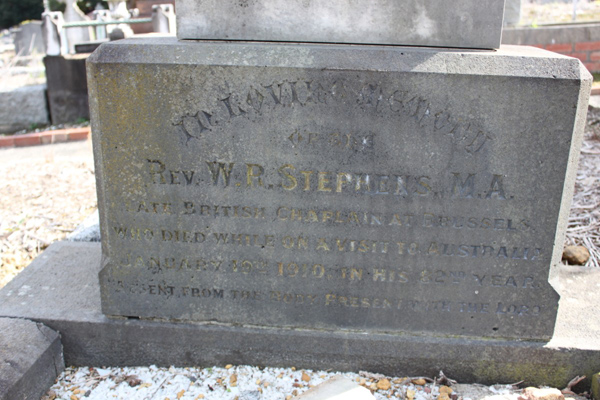 IN LOVING MEMORY
OF THE
REV. W. R. STEPHENS, M.A.
LATE BRITISH CHAPLAIN AT BRUSSELS
WHO DIED WHILE ON A VISIT TO AUSTRALIA
JANUARY 1910. IN HIS YEAR
ABSENT FROM THE BODY PRESENT WITH THE LORD